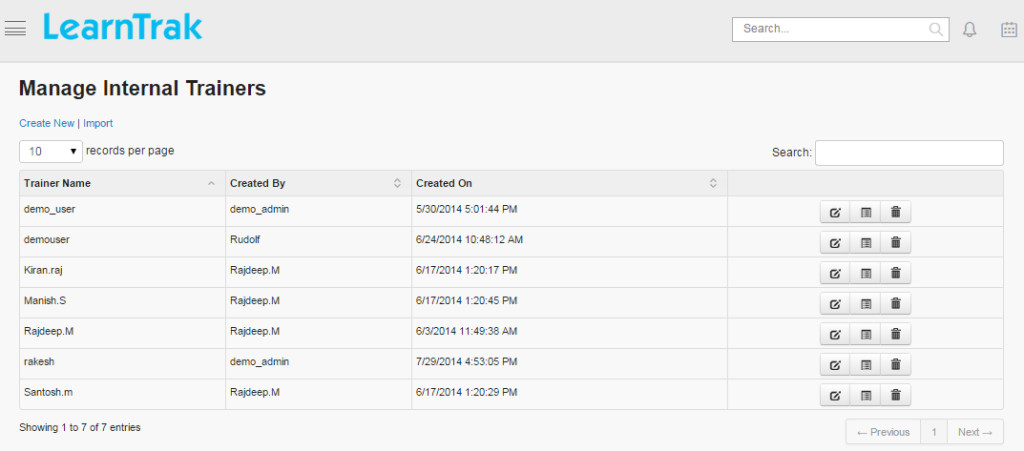 LearnTrak
Search...
Manage Internal Trainers
Create New | Import
10 records per page Search:
Trainer Name Created By Created On
demo_user demo_admin 5/30/2014 5:01:44 PM
demouser Rudolf 6/24/2014 10:48:12 AM
Kiran.raj Rajdeep.M 6/17/2014 1:20:17 PM
Manish.S Rajdeep.M 6/17/2014 1:20:45 PM
Rajdeep.M Rajdeep.M 6/3/2014 11:49:38 AM
rakesh demo_admin 7/29/2014 4:53:05 PM
Santosh.m Rajdeep.M 6/17/2014 1:20:29 PM
Showing 1 to 7 of 7 entries ← Previous 1 Next →